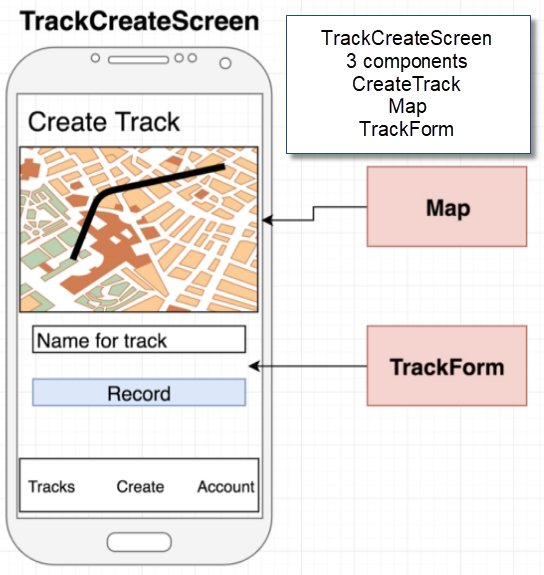 TrackCreateScreen
TrackCreateScreen
3 components
CreateTrack
Map
TrackForm
Create Track
Map
Name for track
TrackForm
Record
Tracks Create Account